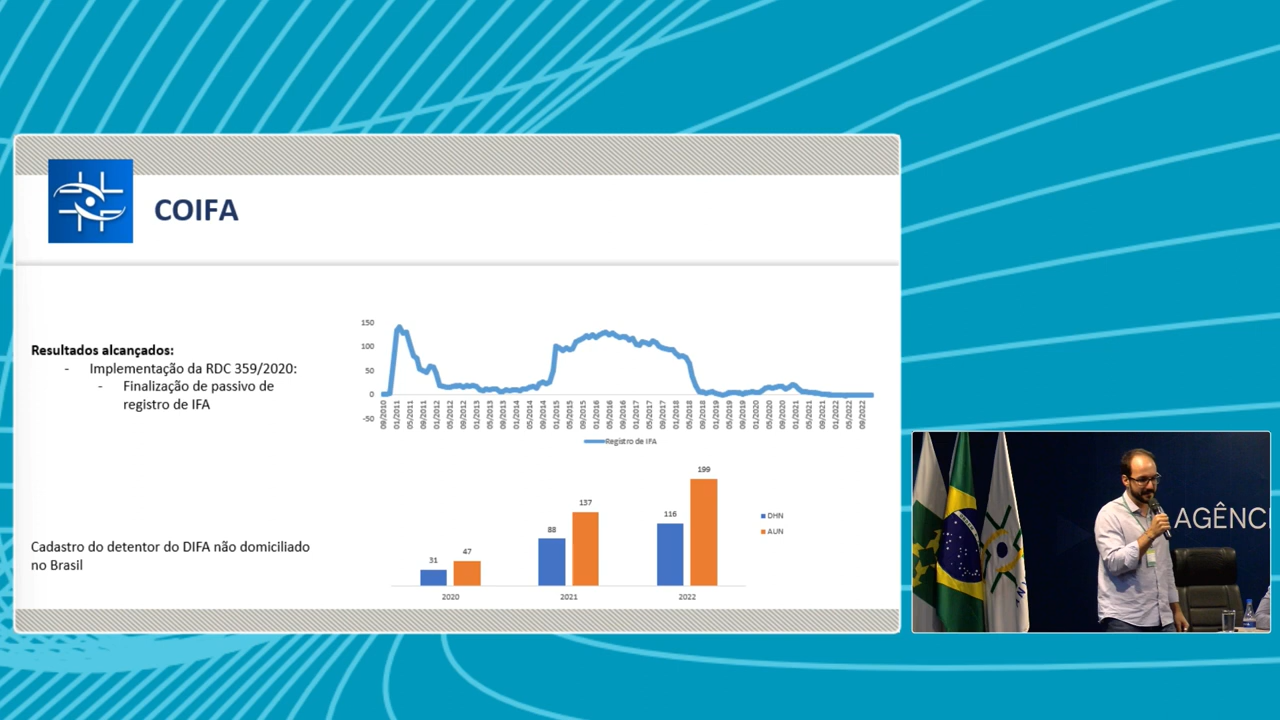 COIFA
Resultados alcançados:
- Implementação da RDC 359/2020:
- Finalização de passivo de
registro de IFA
150
100
50
0
-50
09/2010 01/2011 05/2011 09/2011 01/2012 05/2012 09/2012 01/2013 05/2013 09/2013 01/2014 05/2014 09/2014 01/2015 05/2015 09/2015 01/2016 05/2016 09/2016 01/2017 05/2017 09/2017 01/2018 05/2018 09/2018 01/2019 05/2019 09/2019 01/2020 05/2020 09/2020 01/2021 05/2021 09/2021 01/2022 05/2022 09/2022
Registro de IFA
Cadastro do detentor do DIFA não domiciliado
no Brasil
31 47 88 137 116 199
DHN
AUN
2020 2021 2022
AGÊNCI